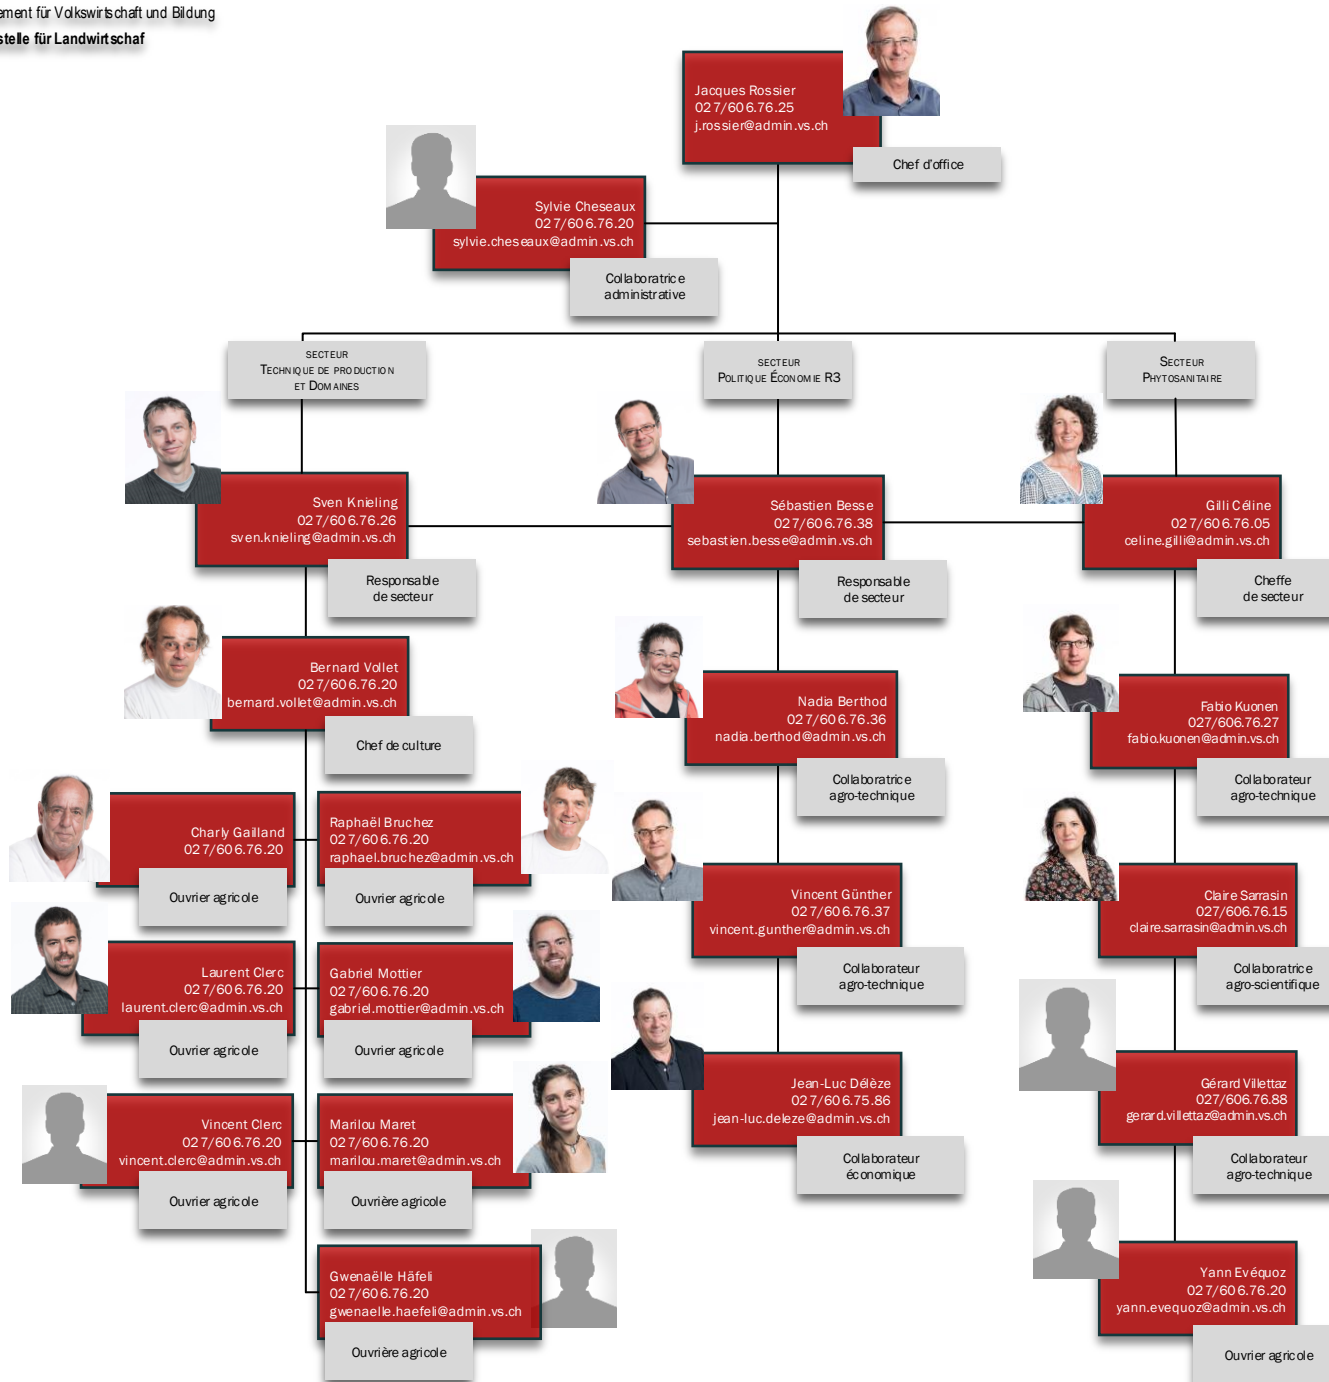 ement für Volkswirtschaft und Bildung
stelle für Landwirtschaf
Jacques Rossier
027/606.76.25
j.rossier@admin.vs.ch
Chef d'office
Sylvie Cheseaux
027/606.76.20
sylvie.cheseaux@admin.vs.ch
Collaboratrice
administrative
SECTEUR
TECHNIQUE DE PRODUCTION
ET DOMAINES
SECTEUR
POLITIQUE ÉCONOMIE R3
SECTEUR
PHYTOSANITAIRE
Sven Knieling
027/606.76.26
sven.knieling@admin.vs.ch
Responsable
de secteur
Sébastien Besse
027/606.76.38
sebastien.besse@admin.vs.ch
Responsable
de secteur
Gilli Céline
027/606.76.05
celine.gilli@admin.vs.ch
Cheffe
de secteur
Bernard Vollet
027/606.76.20
bernard.vollet@admin.vs.ch
Chef de culture
Nadia Berthod
027/606.76.36
nadia.berthod@admin.vs.ch
Collaboratrice
agro-technique
Fabio Kuonen
027/606.76.27
fabio.kuonen@admin.vs.ch
Collaborateur
agro-technique
Charly Gailland
027/606.76.20
Ouvrier agricole
Raphaël Bruchez
027/606.76.20
raphael.bruchez@admin.vs.ch
Ouvrier agricole
Vincent Günther
027/606.76.37
vincent.gunther@admin.vs.ch
Collaborateur
agro-technique
Claire Sarrasin
027/606.76.15
claire.sarrasin@admin.vs.ch
Collaboratrice
agro-scientifique
Laurent Clerc
027/606.76.20
laurent.clerc@admin.vs.ch
Ouvrier agricole
Gabriel Mottier
027/606.76.20
gabriel.mottier@admin.vs.ch
Ouvrier agricole
Jean-Luc Délèze
027/606.75.86
jean-luc.deleze@admin.vs.ch
Collaborateur
économique
Gérard Villettaz
027/606.76.88
gerard.villettaz@admin.vs.ch
Collaborateur
agro-technique
Vincent Clerc
027/606.76.20
vincent.clerc@admin.vs.ch
Ouvrier agricole
Marilou Maret
027/606.76.20
marilou.maret@admin.vs.ch
Ouvrière agricole
Gwenaëlle Häfeli
027/606.76.20
gwenaelle.haefeli@admin.vs.ch
Ouvrière agricole
Yann Evéquoz
027/606.76.20
yann.evequoz@admin.vs.ch
Ouvrier agricole